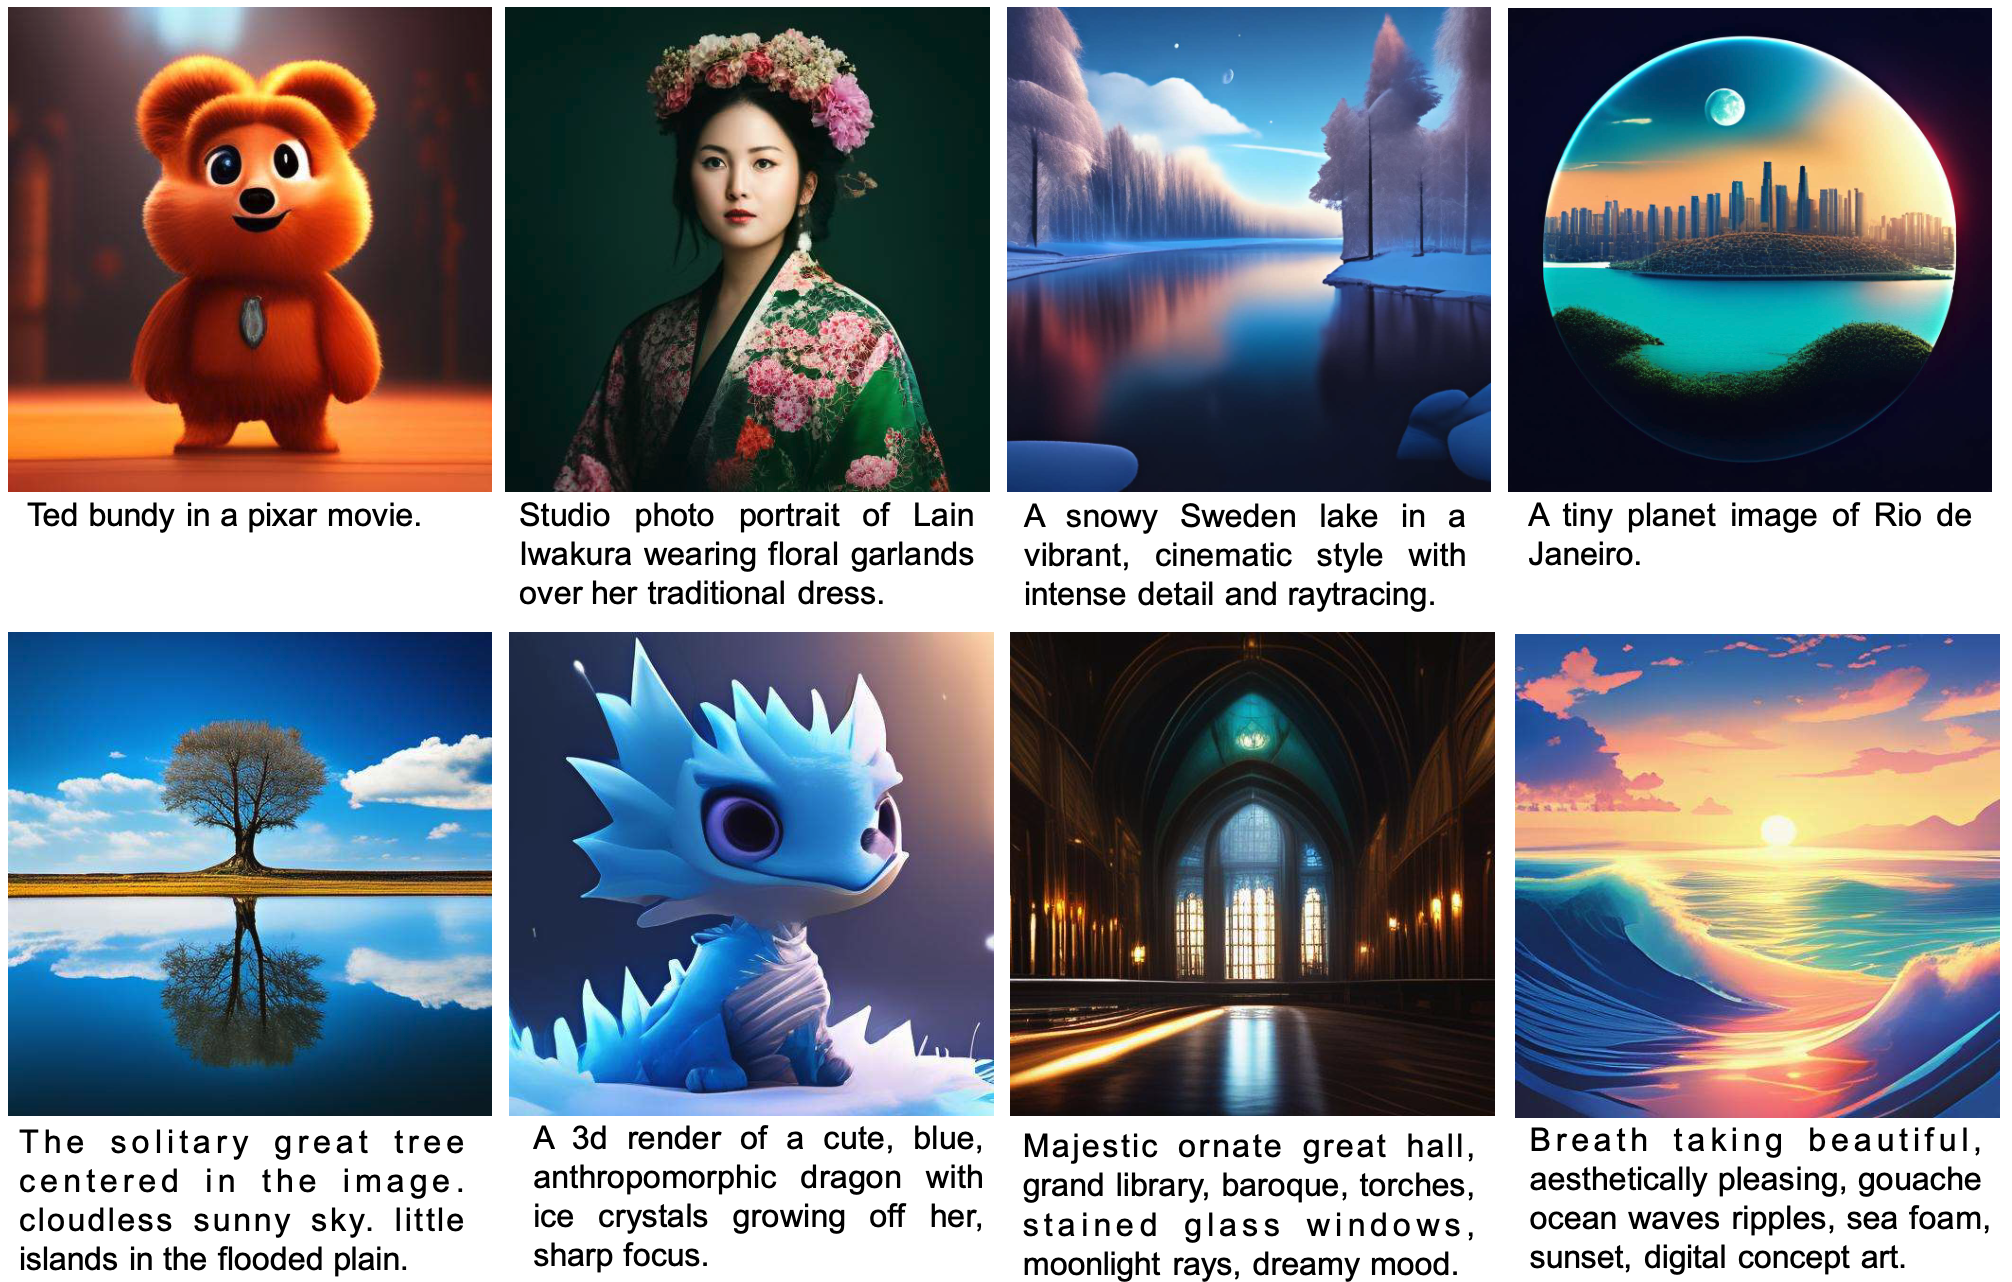 Ted bundy in a pixar movie.
Studio photo portrait of Lain
Iwakura wearing floral garlands
over her traditional dress.
A snowy Sweden lake in a
vibrant, cinematic style with
intense detail and raytracing.
A tiny planet image of Rio de
Janeiro.
The solitary great tree
centered in the image.
cloudless sunny sky. little
islands in the flooded plain.
A 3d render of a cute, blue,
anthropomorphic dragon with
ice crystals growing off her,
sharp focus.
Majestic ornate great hall,
grand library, baroque, torches,
stained glass windows,
moonlight rays, dreamy mood.
Breath taking beautiful,
aesthetically pleasing, gouache
ocean waves ripples, sea foam,
sunset, digital concept art.